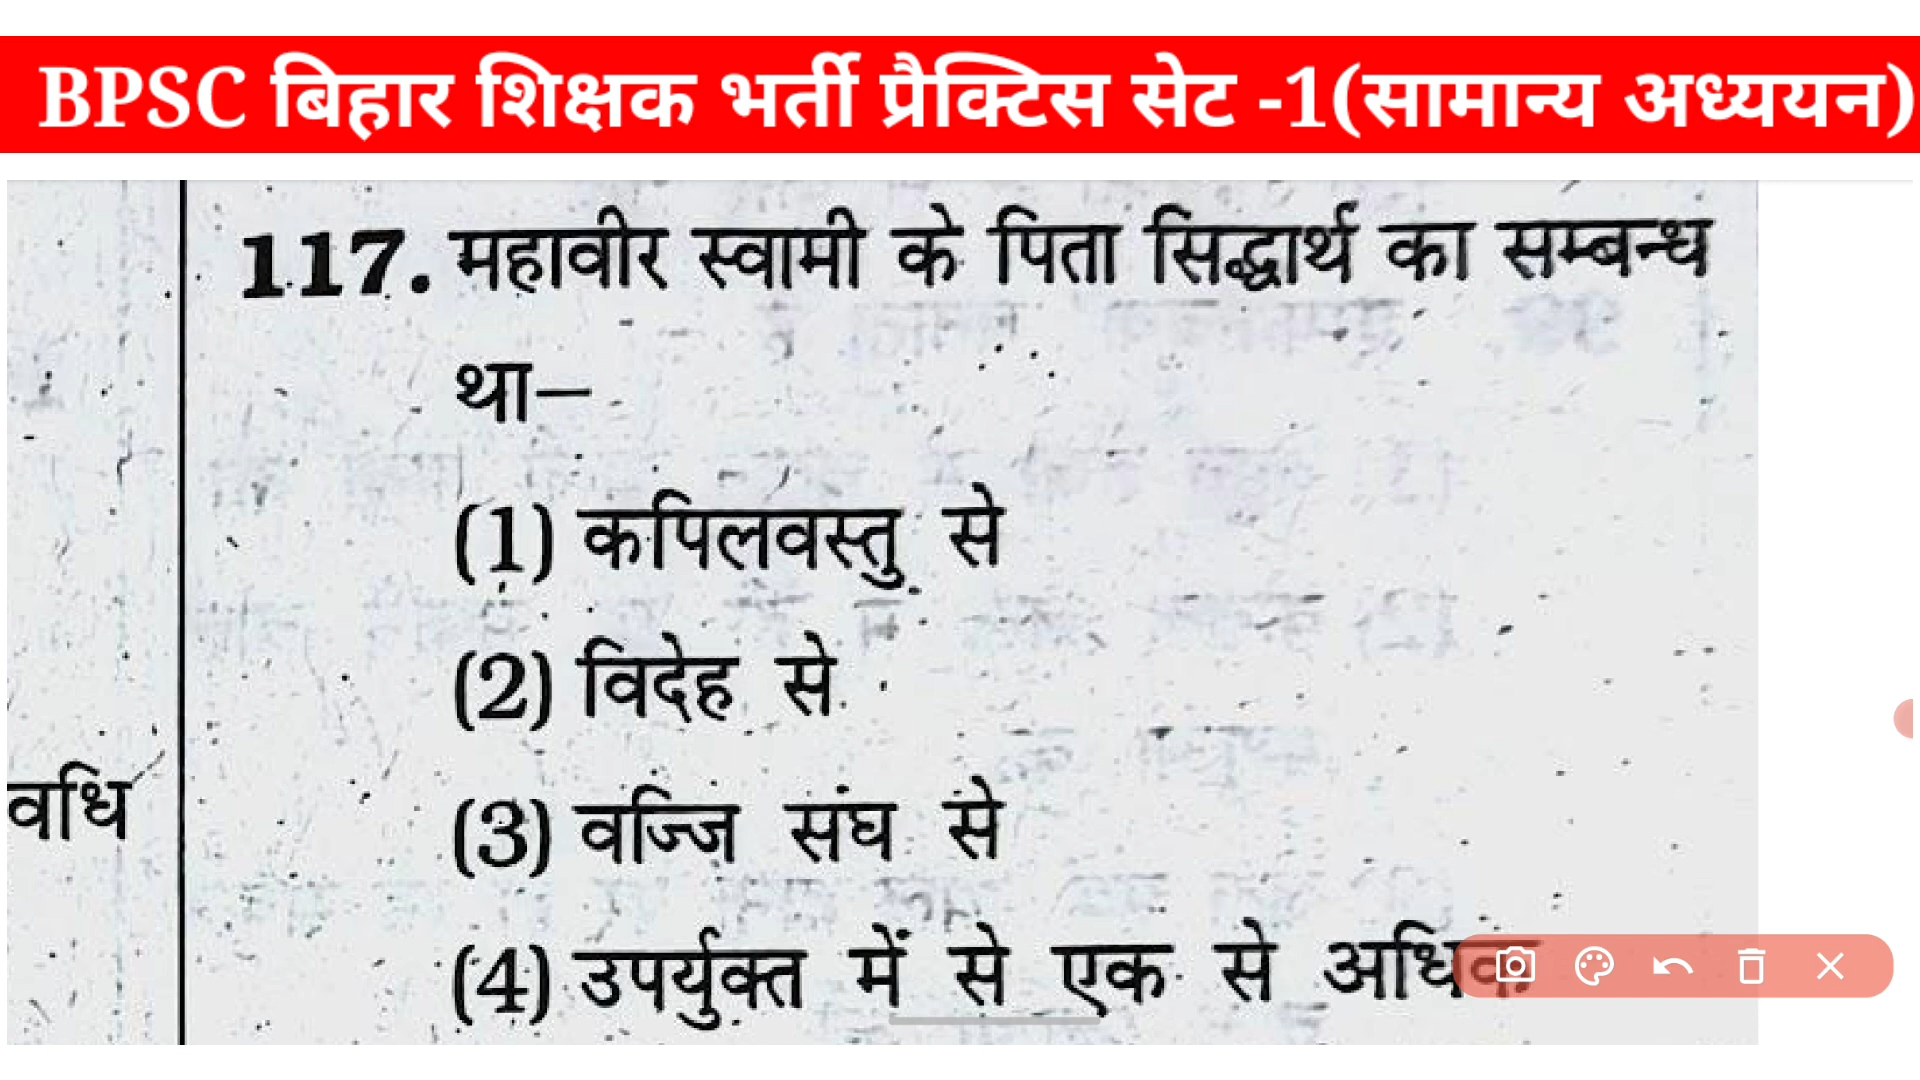 BPSC बिहार शिक्षक भर्ती प्रैक्टिस सेट -1(सामान्य अध्ययन)
117. महावीर स्वामी के पिता सिद्धार्थ का सम्बन्ध
था–
(1) कपिलवस्तु से
(2) विदेह से
(3) वज्जि संघ से
वधि
(4) उपर्युक्त में से एक से अधिक